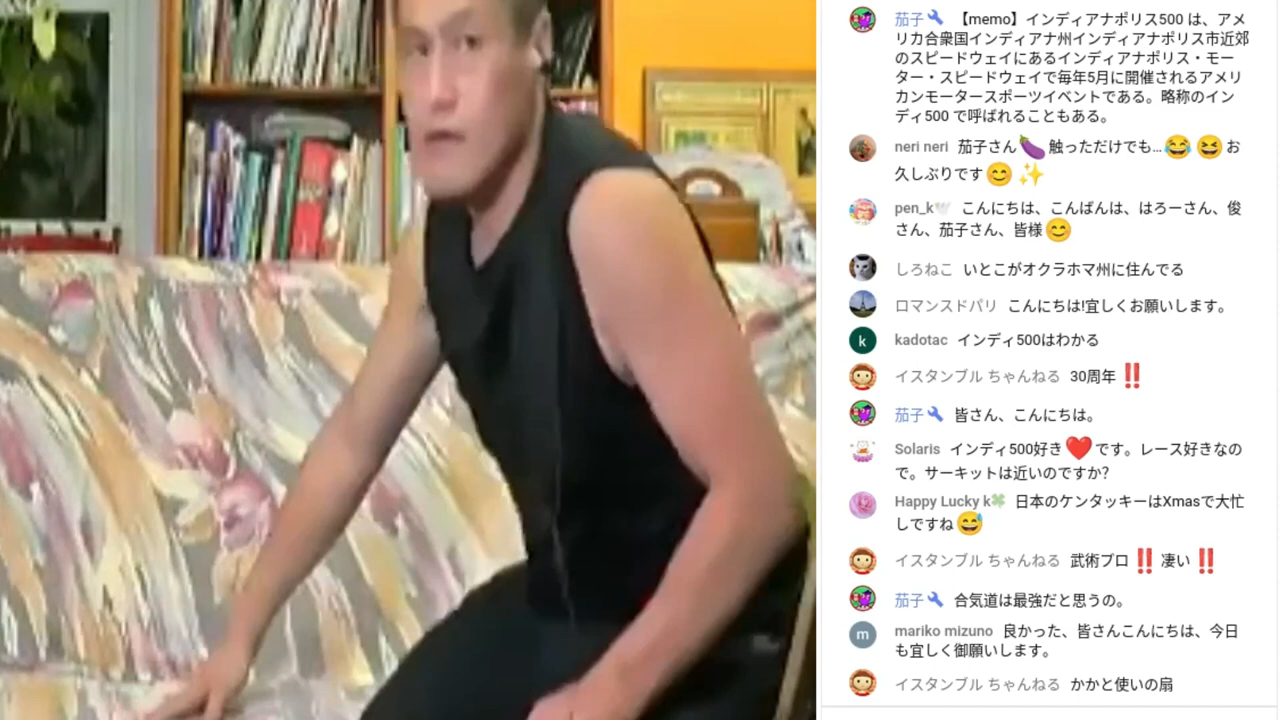 茄子 【memo】インディアナポリス500 は、アメ
リカ合衆国インディアナ州インディアナポリス市近郊
のスピードウェイにあるインディアナポリス・モー
ター・スピードウェイで毎年5月に開催されるアメリ
カンモータースポーツイベントである。略称のイン
ディ500 で呼ばれることもある。
neri neri 茄子さん🍆触っただけでも...😂😆お
久しぶりです😊✨
pen_k🕊 こんにちは、こんばんは、はろーさん、俊
さん、茄子さん、皆様😊
しろねこ いとこがオクラホマ州に住んでる
ロマンスドパリ こんにちは!宜しくお願いします。
k kadotac インディ500はわかる
イスタンブル ちゃんねる 30周年‼
茄子 皆さん、こんにちは。
Solaris インディ500好き❤です。レース好きなの
で。サーキットは近いのですか?
Happy Lucky k🍀 日本のケンタッキーはXmasで大忙
しですね😅
イスタンブル ちゃんねる 武術プロ‼凄い‼
茄子 合気道は最強だと思うの。
m mariko mizuno 良かった、皆さんこんにちは、今日
も宜しく御願いします。
イスタンブル ちゃんねる かかと使いの扇